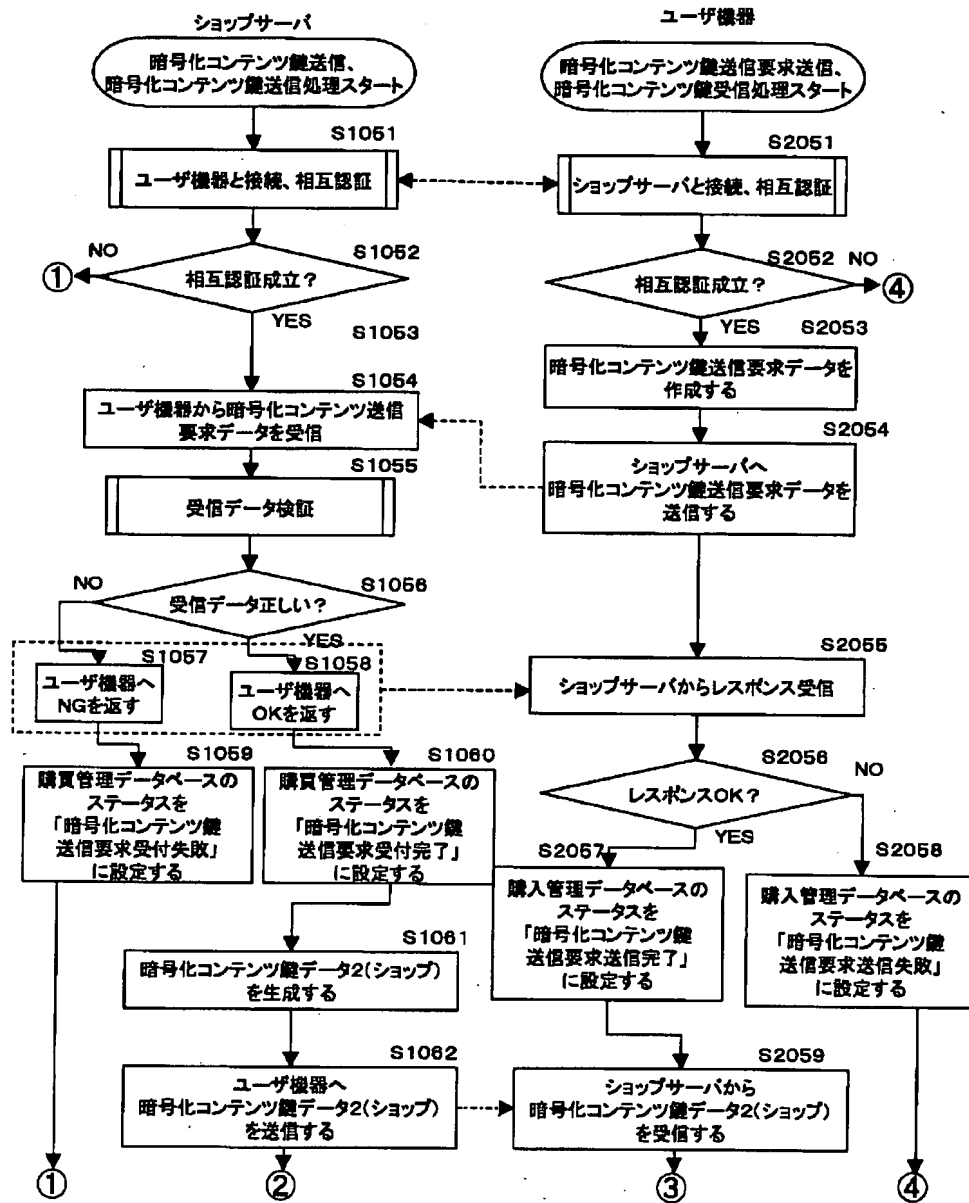 ショップサーバ
暗号化コンテンツ鍵送信、
暗号化コンテンツ鍵送信処理スタート
S1051
ユーザ機器と接続、相互認証
S1052
相互認証成立?
NO
①
YES
S1053
S1054
ユーザ機器から暗号化コンテンツ送信
要求データを受信
S1055
受信データ検証
S1056
受信データ正しい?
NO
YES
S1057
ユーザ機器へ
NGを返す
S1058
ユーザ機器へ
OKを返す
S1059
購買管理データベースの
ステータスを
「暗号化コンテンツ鍵
送信要求受付失敗」
に設定する
S1060
購買管理データベースの
ステータスを
「暗号化コンテンツ鍵
送信要求受付完了」
に設定する
S1061
暗号化コンテンツ鍵データ2(ショップ)
を生成する
S1062
ユーザ機器へ
暗号化コンテンツ鍵データ2(ショップ)
を送信する
①
②
ユーザ機器
暗号化コンテンツ鍵送信要求送信、
暗号化コンテンツ鍵受信処理スタート
S2051
ショップサーバと接続、相互認証
S2052
相互認証成立?
NO
④
YES
S2053
暗号化コンテンツ鍵送信要求データを
作成する
S2054
ショップサーバへ
暗号化コンテンツ鍵送信要求データを
送信する
S2055
ショップサーバからレスポンス受信
S2056
レスポンスOK?
NO
YES
S2057
購入管理データベースの
ステータスを
「暗号化コンテンツ鍵
送信要求送信完了」
に設定する
S2058
購入管理データベースの
ステータスを
「暗号化コンテンツ鍵
送信要求送信失敗」
に設定する
S2059
ショップサーバから
暗号化コンテンツ鍵データ2(ショップ)
を受信する
③
④